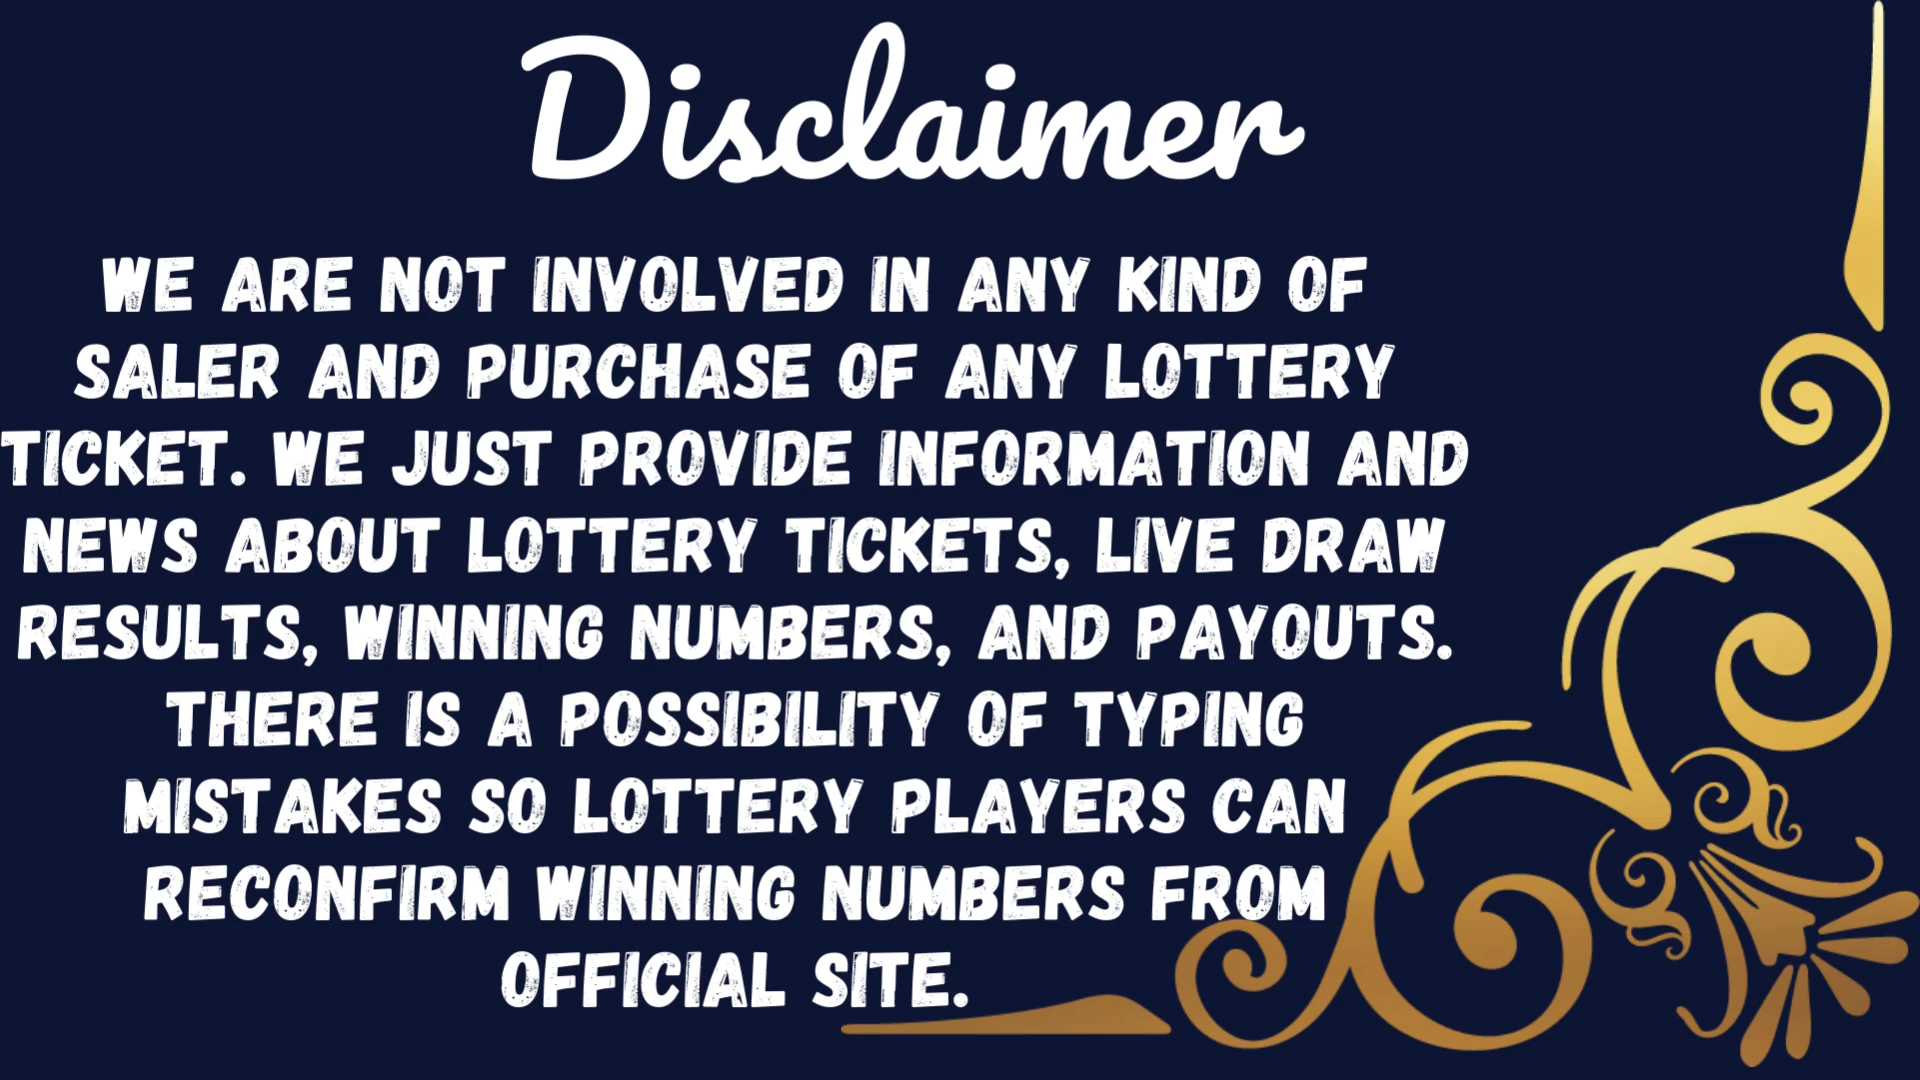 Disclaimer
WE ARE NOT INVOLVED IN ANY KIND OF
SALER AND PURCHASE OF ANY LOTTERY
TICKET. WE JUST PROVIDE INFORMATION AND
NEWS ABOUT LOTTERY TICKETS, LIVE DRAW
RESULTS, WINNING NUMBERS, AND PAYOUTS.
THERE IS A POSSIBILITY OF TYPING
MISTAKES SO LOTTERY PLAYERS CAN
RECONFIRM WINNING NUMBERS FROM
OFFICIAL SITE.